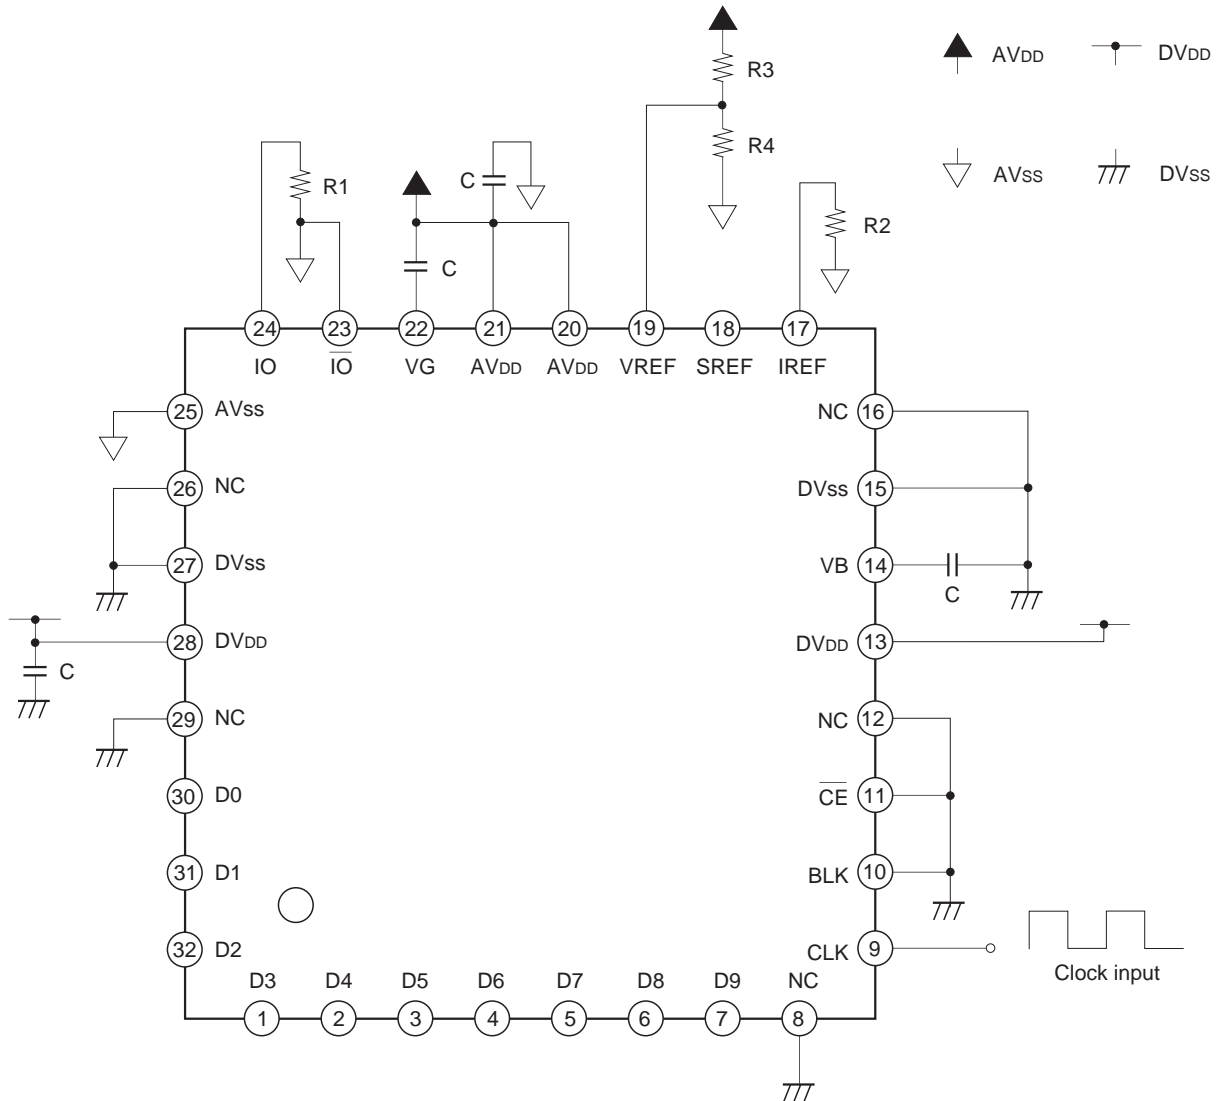 AVDD
DVDD
AVss
DVss
R3
R4
R1
C
C
R2
24
23
22
21
20
19
18
17
IO
IO
VG
AVDD
AVDD
VREF
SREF
IREF
25 AVss
NC 16
26 NC
DVss 15
27 DVss
VB 14
C
28 DVDD
DVDD 13
C
29 NC
NC 12
30 D0
CE 11
31 D1
BLK 10
32 D2
CLK 9
Clock input
D3
D4
D5
D6
D7
D8
D9
NC
1
2
3
4
5
6
7
8